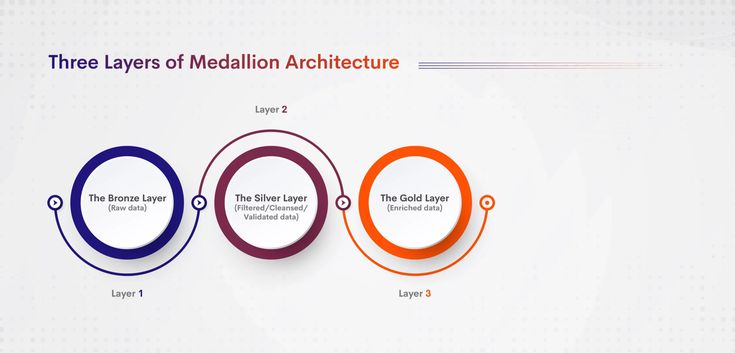 Three Layers of Medallion Architecture
Layer 2
The Bronze Layer
(Raw data)
The Silver Layer
(Filtered/Cleansed/
Validated data)
The Gold Layer
(Enriched data)
Layer 1
Layer 3